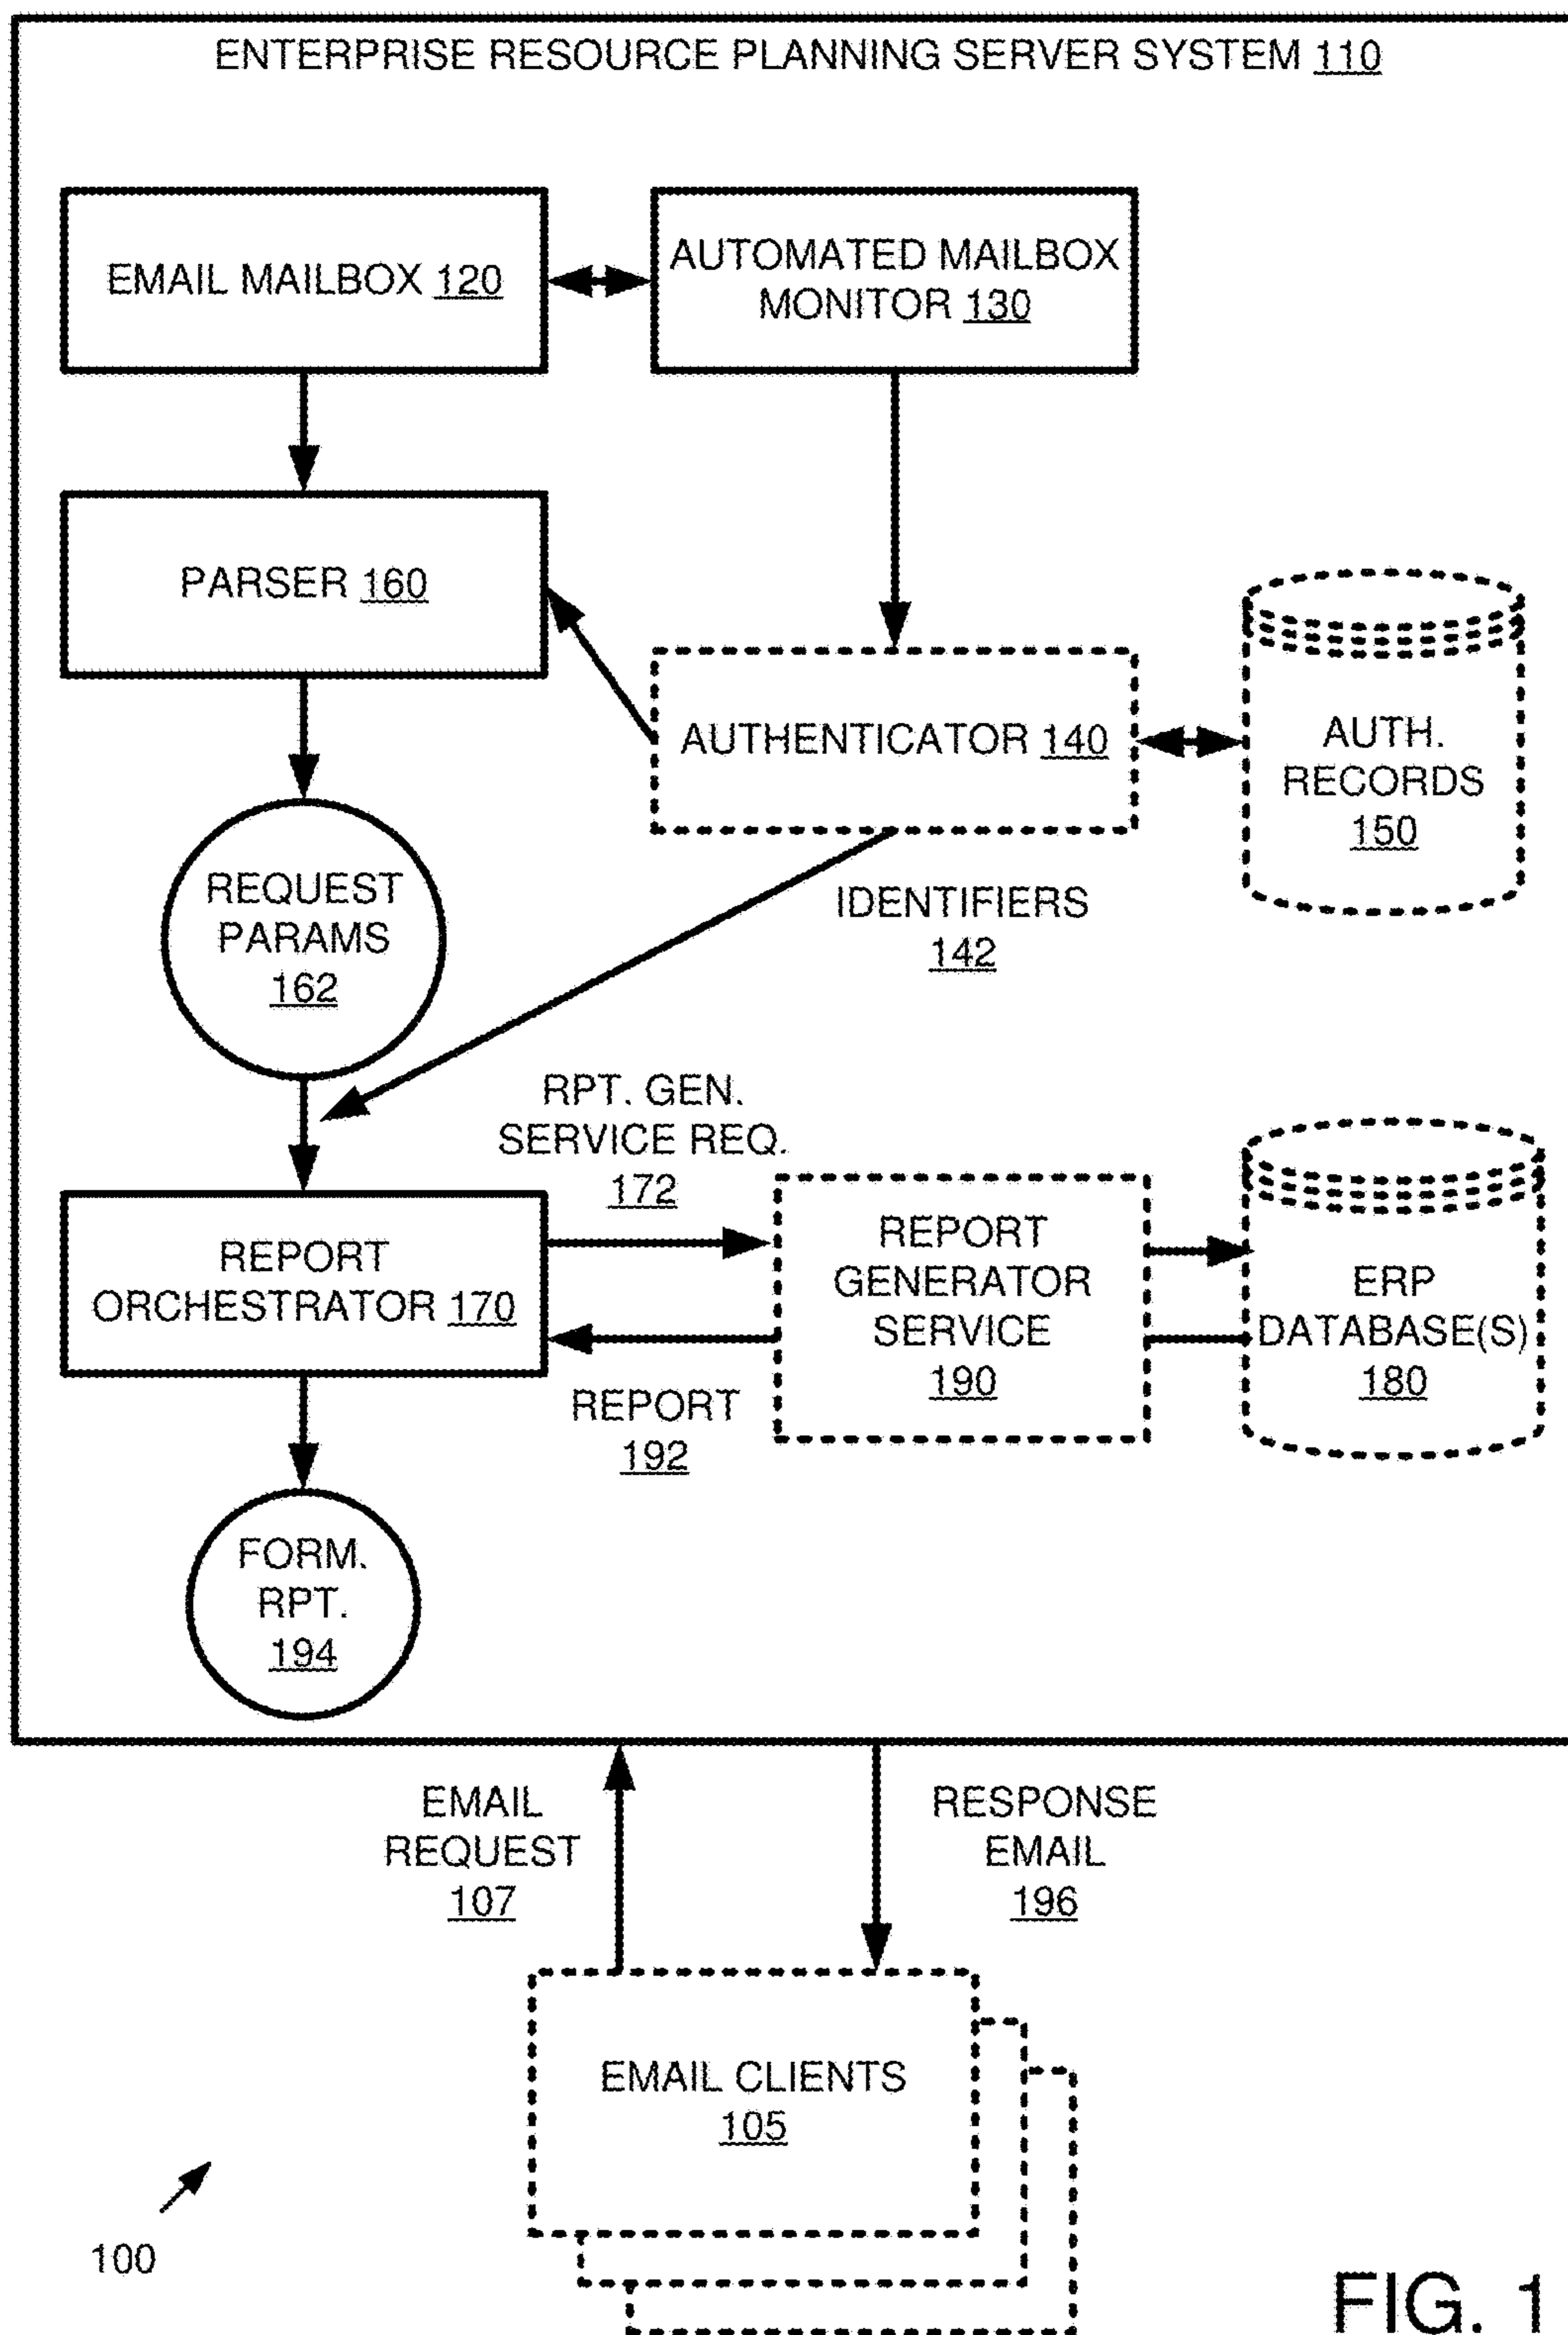 ENTERPRISE RESOURCE PLANNING SERVER SYSTEM 110
EMAIL MAILBOX 120
AUTOMATED MAILBOX
MONITOR 130
PARSER 160
AUTHENTICATOR 140
AUTH.
RECORDS
150
REQUEST
PARAMS
162
IDENTIFIERS
142
RPT. GEN.
SERVICE REQ.
172
REPORT
ORCHESTRATOR 170
REPORT
GENERATOR
SERVICE
190
ERP
DATABASE(S)
180
REPORT
192
FORM.
RPT.
194
EMAIL
REQUEST
107
RESPONSE
EMAIL
196
EMAIL CLIENTS
105
100
FIG. 1